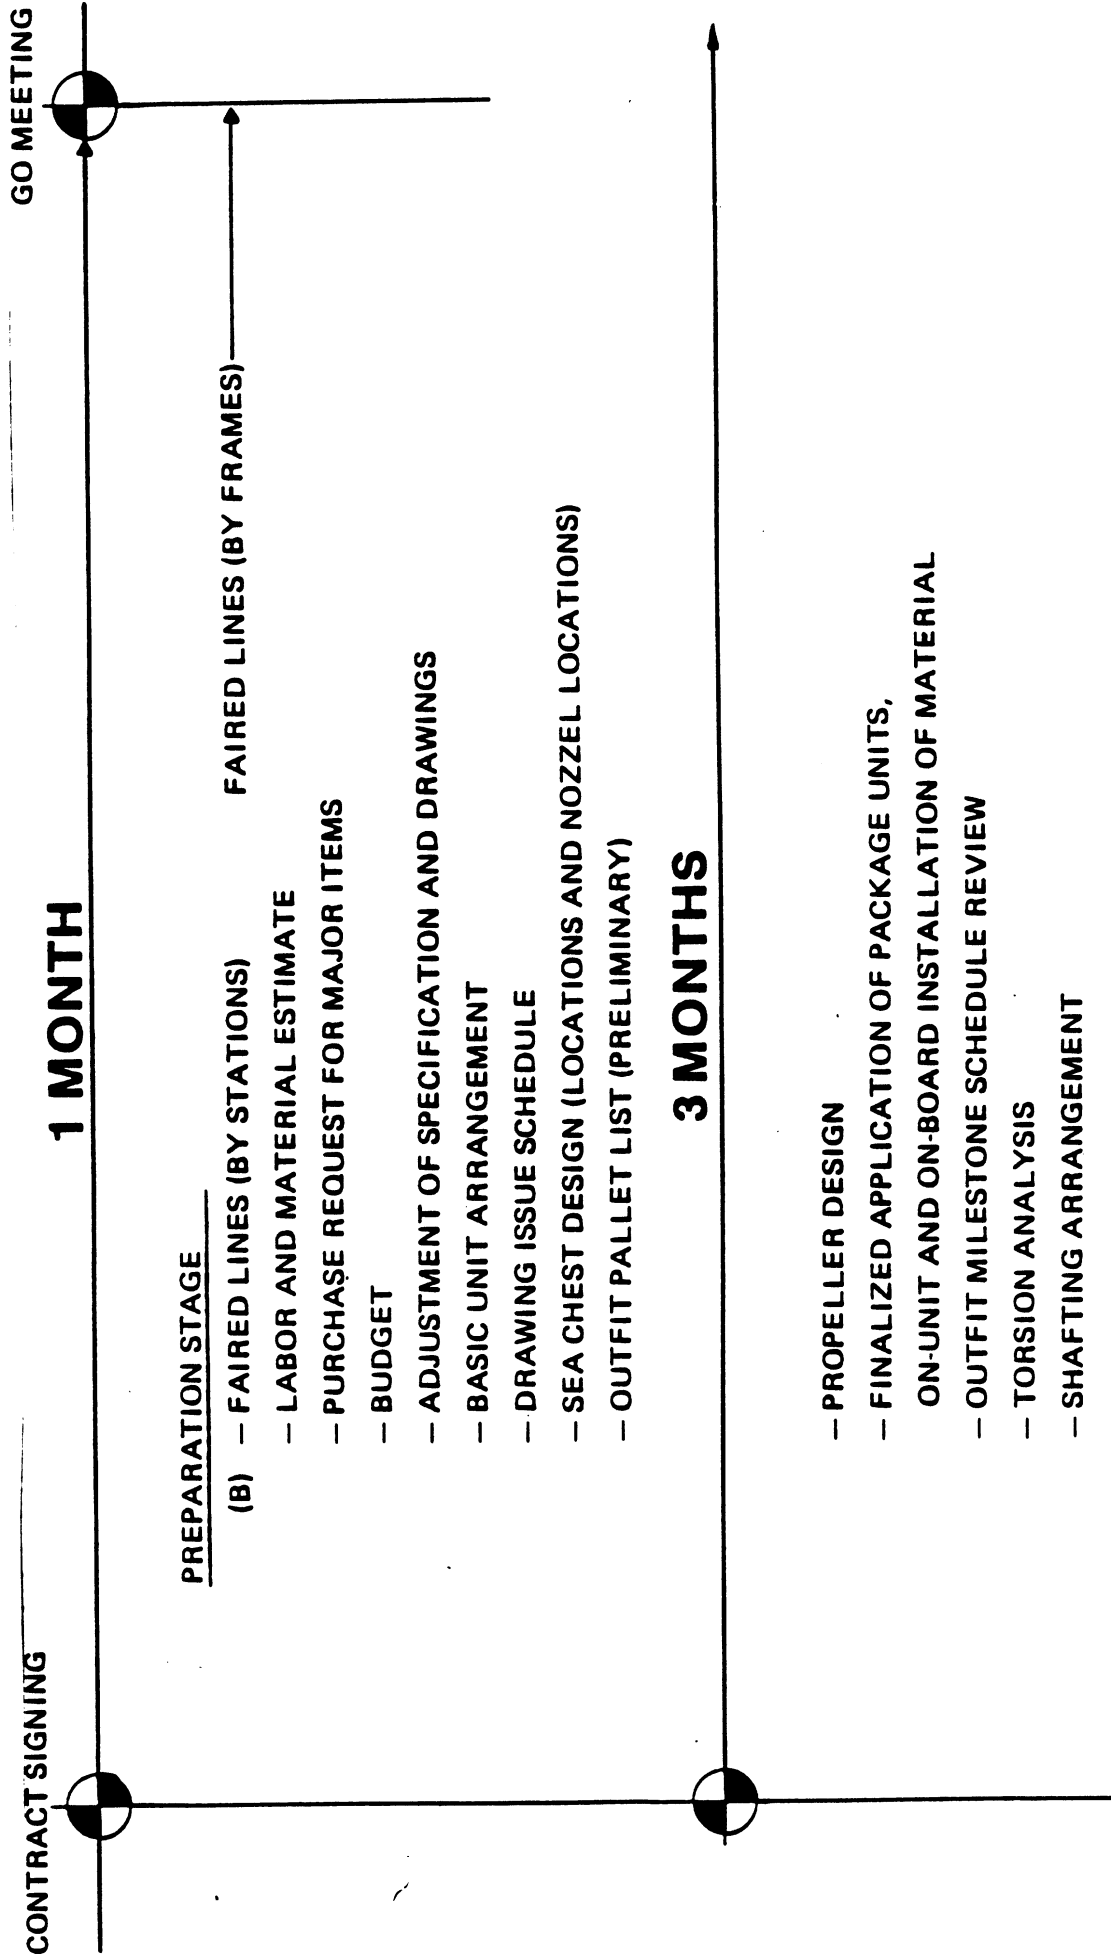 CONTRACT SIGNING
GO MEETING
1 MONTH
PREPARATION STAGE
(B) – FAIRED LINES (BY STATIONS) FAIRED LINES (BY FRAMES)
– LABOR AND MATERIAL ESTIMATE
– PURCHASE REQUEST FOR MAJOR ITEMS
– BUDGET
– ADJUSTMENT OF SPECIFICATION AND DRAWINGS
– BASIC UNIT ARRANGEMENT
– DRAWING ISSUE SCHEDULE
– SEA CHEST DESIGN (LOCATIONS AND NOZZEL LOCATIONS)
– OUTFIT PALLET LIST (PRELIMINARY)
3 MONTHS
– PROPELLER DESIGN
– FINALIZED APPLICATION OF PACKAGE UNITS,
ON-UNIT AND ON-BOARD INSTALLATION OF MATERIAL
– OUTFIT MILESTONE SCHEDULE REVIEW
– TORSION ANALYSIS
– SHAFTING ARRANGEMENT